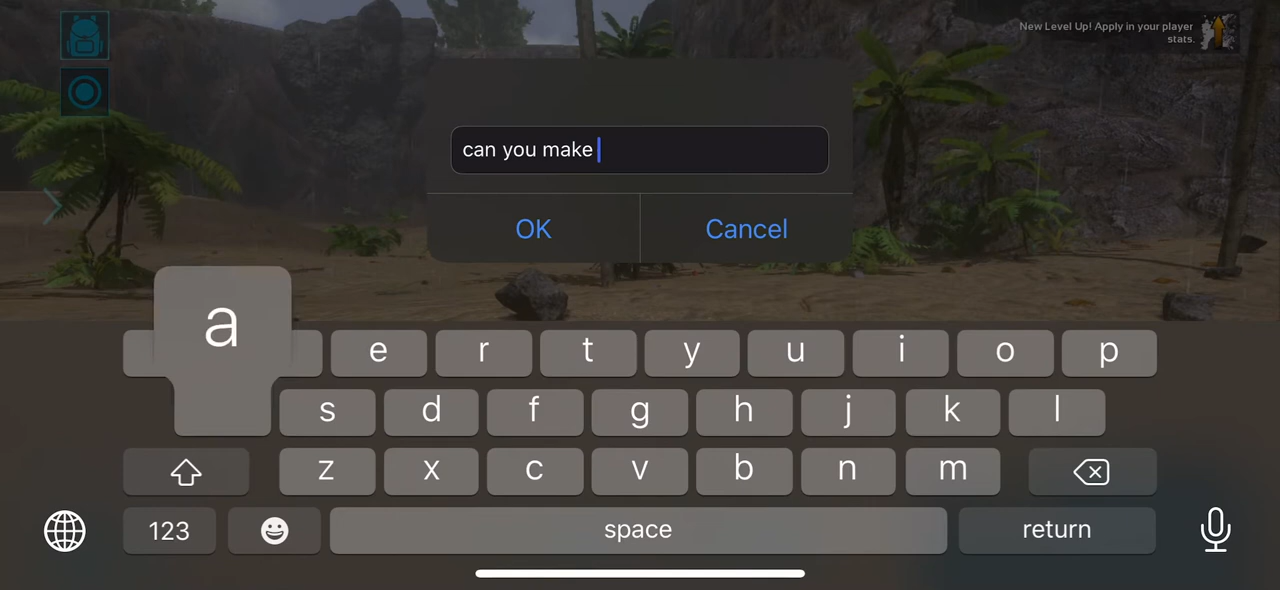 New Level Up! Apply in your player
stats.
can you make
OK Cancel
a
e r t y u i o p
s d f g h j k l
z x c v b n m
123 space return